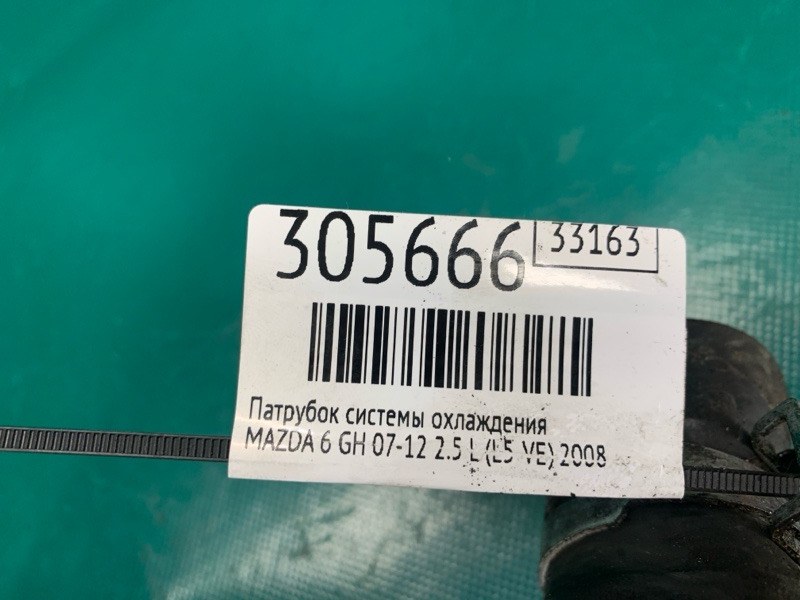 305666 33163
Патрубок системы охлаждения
MAZDA 6 GH 07-12 2.5 L (L5-VE) 2008